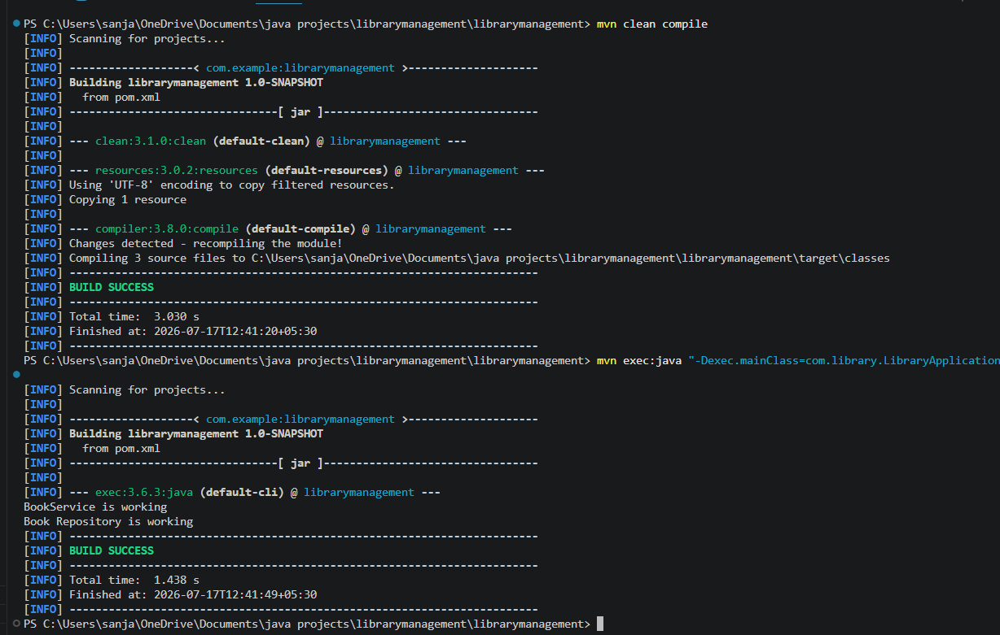 PS C:\Users\sanja\OneDrive\Documents\java projects\librarymanagement\librarymanagement> mvn clean compile
[INFO] Scanning for projects...
[INFO]
[INFO] -------------------< com.example:librarymanagement >--------------------
[INFO] Building librarymanagement 1.0-SNAPSHOT
[INFO]   from pom.xml
[INFO] --------------------------------[ jar ]---------------------------------
[INFO]
[INFO] --- clean:3.1.0:clean (default-clean) @ librarymanagement ---
[INFO]
[INFO] --- resources:3.0.2:resources (default-resources) @ librarymanagement ---
[INFO] Using 'UTF-8' encoding to copy filtered resources.
[INFO] Copying 1 resource
[INFO]
[INFO] --- compiler:3.8.0:compile (default-compile) @ librarymanagement ---
[INFO] Changes detected - recompiling the module!
[INFO] Compiling 3 source files to C:\Users\sanja\OneDrive\Documents\java projects\librarymanagement\librarymanagement\target\classes
[INFO] ------------------------------------------------------------------------
[INFO] BUILD SUCCESS
[INFO] ------------------------------------------------------------------------
[INFO] Total time:  3.030 s
[INFO] Finished at: 2026-07-17T12:41:20+05:30
[INFO] ------------------------------------------------------------------------
PS C:\Users\sanja\OneDrive\Documents\java projects\librarymanagement\librarymanagement> mvn exec:java "-Dexec.mainClass=com.library.LibraryApplication
[INFO] Scanning for projects...
[INFO]
[INFO] -------------------< com.example:librarymanagement >--------------------
[INFO] Building librarymanagement 1.0-SNAPSHOT
[INFO]   from pom.xml
[INFO] --------------------------------[ jar ]---------------------------------
[INFO]
[INFO] --- exec:3.6.3:java (default-cli) @ librarymanagement ---
BookService is working
Book Repository is working
[INFO] ------------------------------------------------------------------------
[INFO] BUILD SUCCESS
[INFO] ------------------------------------------------------------------------
[INFO] Total time:  1.438 s
[INFO] Finished at: 2026-07-17T12:41:49+05:30
[INFO] ------------------------------------------------------------------------
PS C:\Users\sanja\OneDrive\Documents\java projects\librarymanagement\librarymanagement>